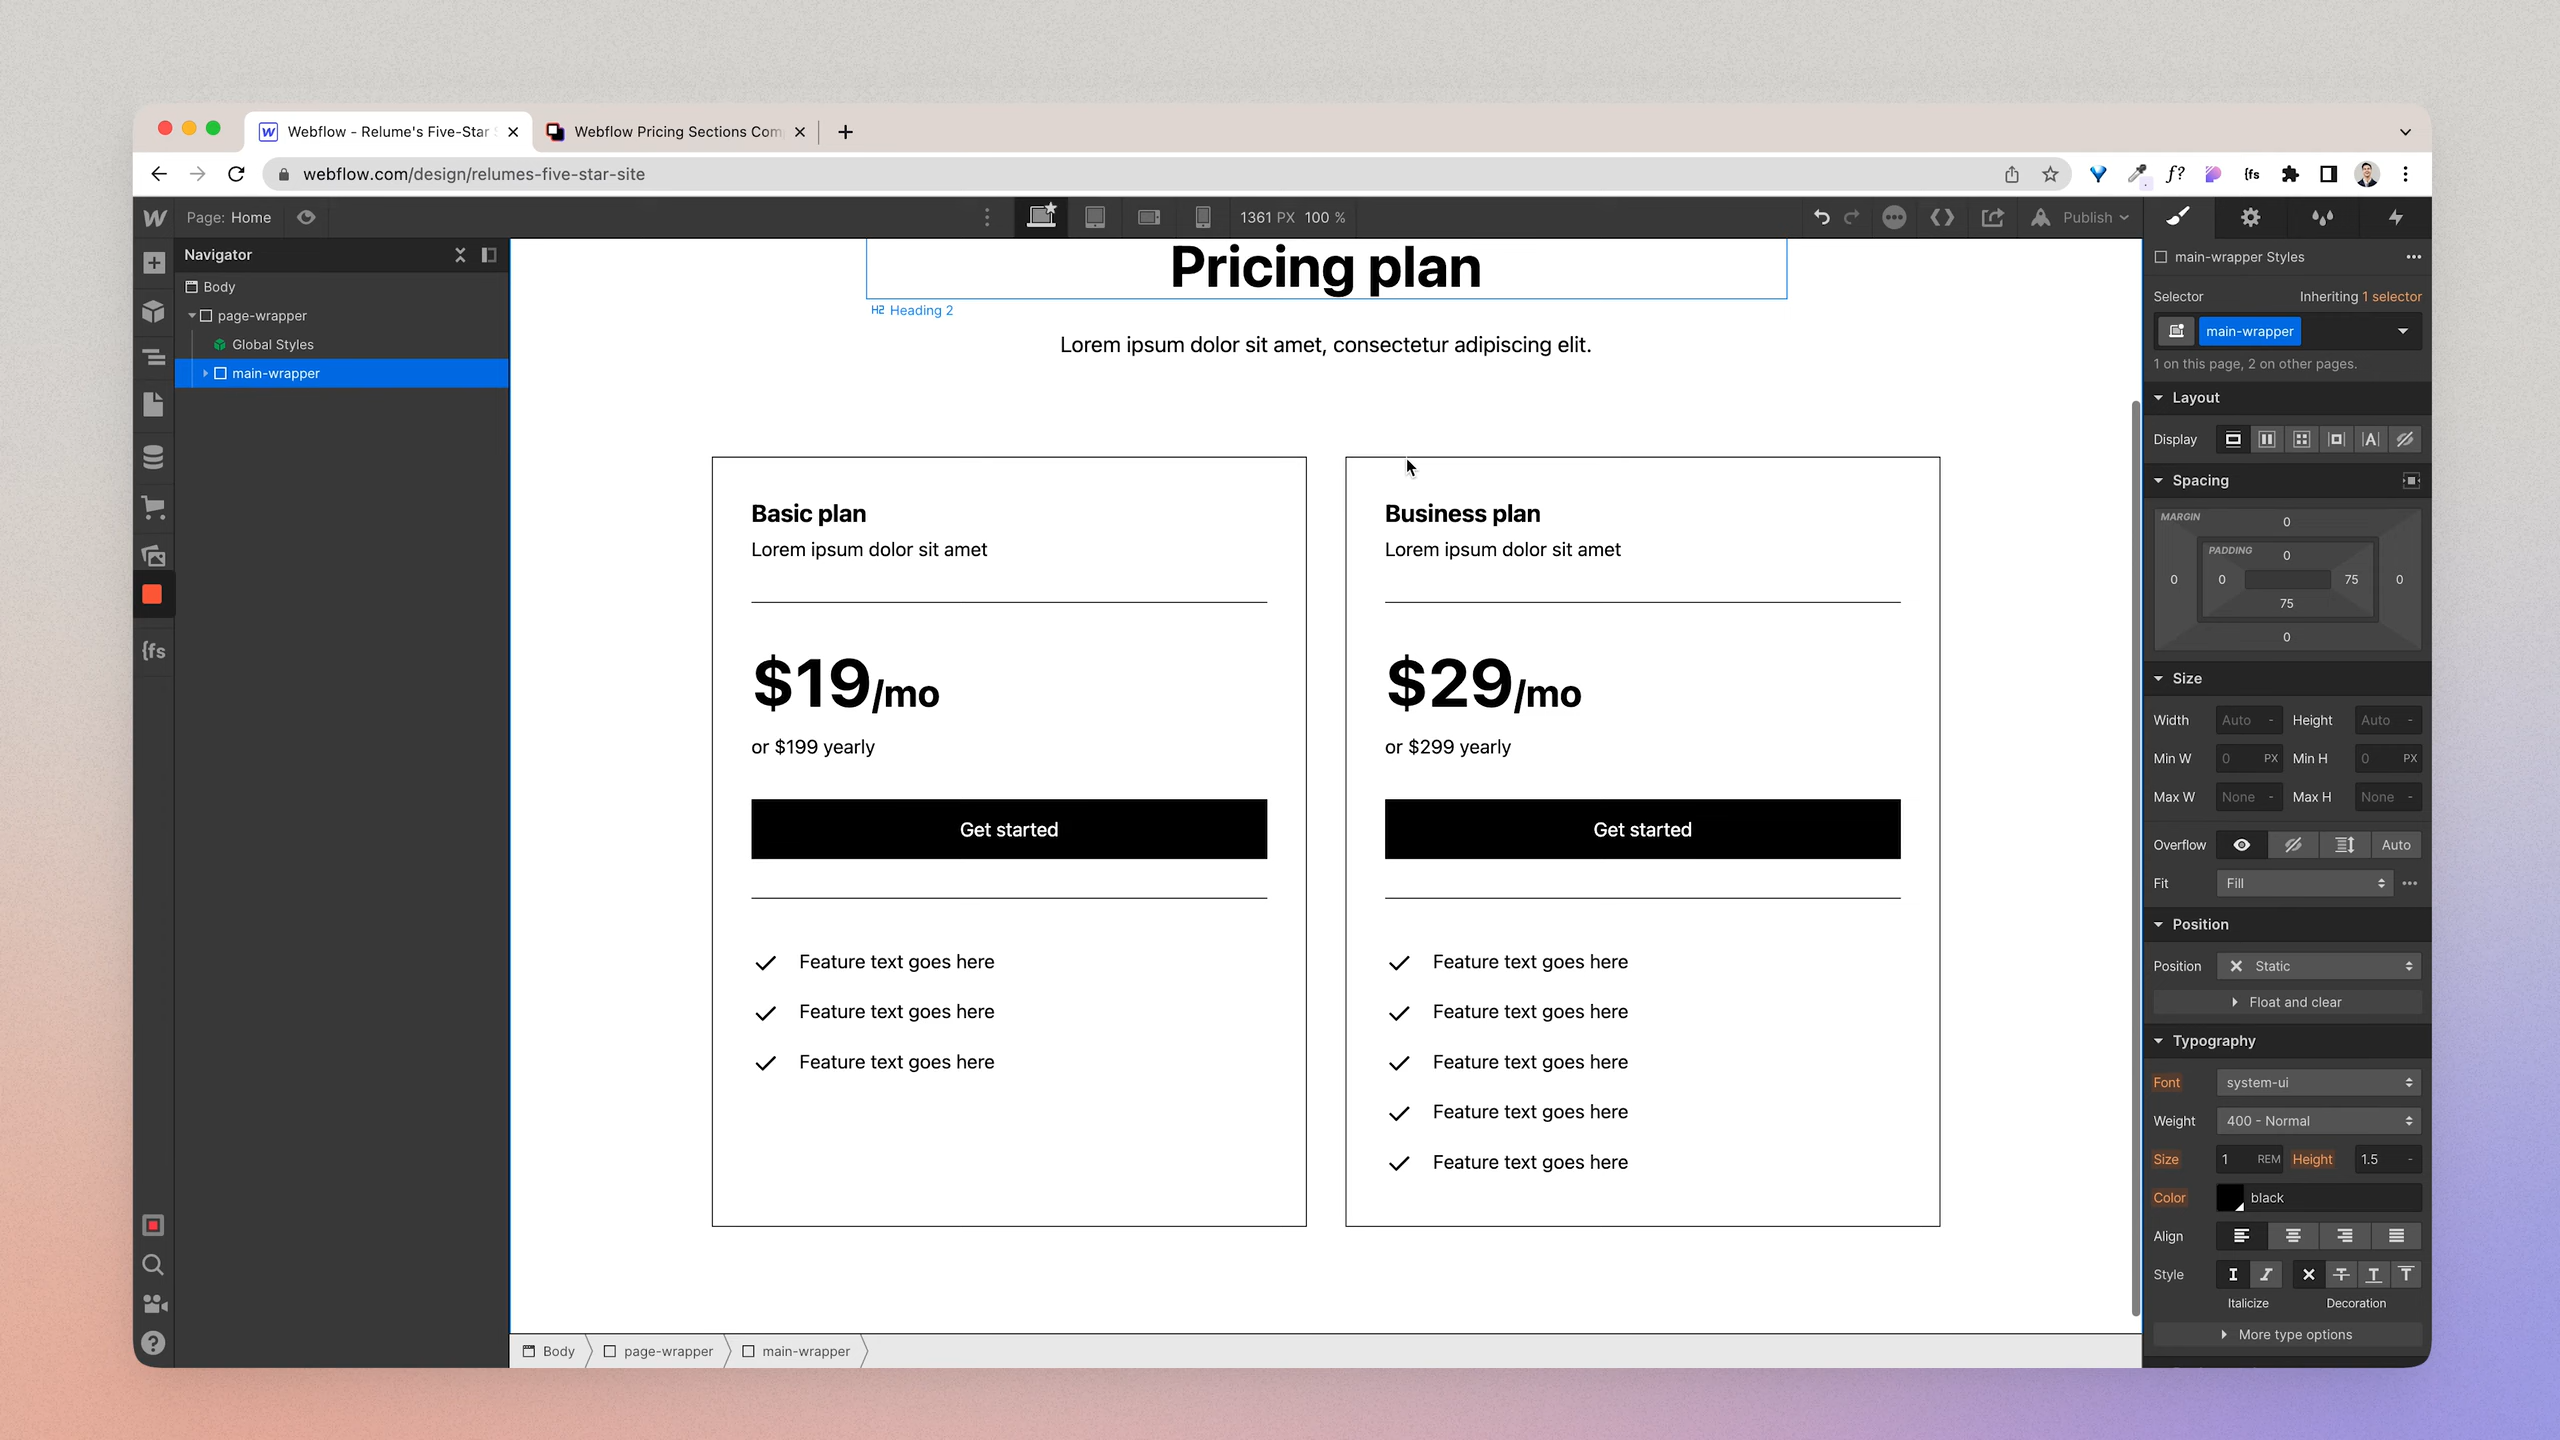 Webflow - Relume's Five-Star
Webflow Pricing Sections Com
webflow.com/design/relumes-five-star-site
f?
{fs
Page: Home
1361 PX 100 %
Publish
Navigator
Body
page-wrapper
Global Styles
main-wrapper
{fs
Pricing plan
H2 Heading 2
Lorem ipsum dolor sit amet, consectetur adipiscing elit.
Basic plan
Lorem ipsum dolor sit amet
$19/mo
or $199 yearly
Get started
Feature text goes here
Feature text goes here
Feature text goes here
Business plan
Lorem ipsum dolor sit amet
$29/mo
or $299 yearly
Get started
Feature text goes here
Feature text goes here
Feature text goes here
Feature text goes here
Feature text goes here
Body
page-wrapper
main-wrapper
main-wrapper Styles
Selector
Inheriting 1 selector
main-wrapper
1 on this page, 2 on other pages.
Layout
Display
Spacing
MARGIN
0
PADDING
0
0 0 75 0
75
0
Size
Width Auto - Height Auto -
Min W 0 PX Min H 0 PX
Max W None - Max H None -
Overflow Auto
Fit Fill
Position
Position Static
Float and clear
Typography
Font system-ui
Weight 400 - Normal
Size 1 REM Height 1.5 -
Color black
Align
Style
Italicize Decoration
More type options